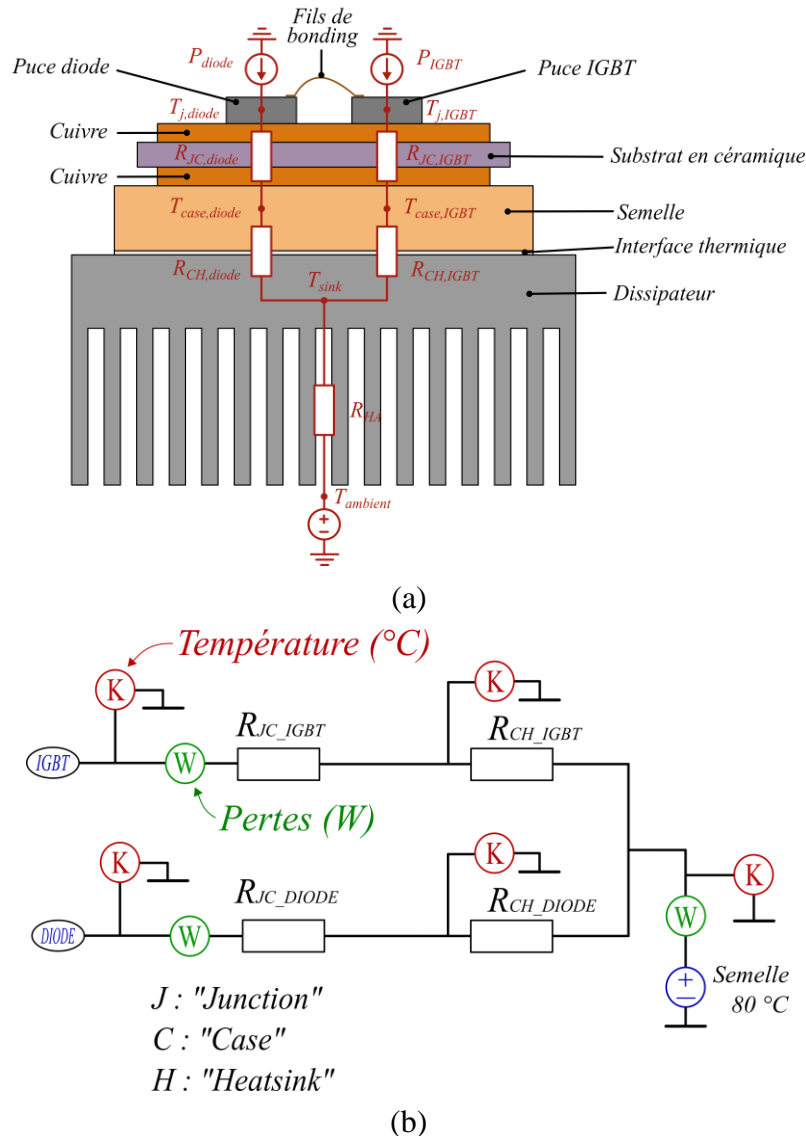 Fils de
bonding
Puce diode
P_diode
P_IGBT
Puce IGBT
T_j,diode
T_j,IGBT
Cuivre
R_JC,diode
R_JC,IGBT
Substrat en céramique
Cuivre
T_case,diode
T_case,IGBT
Semelle
Interface thermique
R_CH,diode
T_sink
R_CH,IGBT
Dissipateur
R_HA
T_ambient
+
−
(a)
Température (°C)
K
K
R_JC_IGBT
R_CH_IGBT
IGBT
W
Pertes (W)
K
K
R_JC_DIODE
R_CH_DIODE
K
DIODE
W
W
J : "Junction"
+
−
Semelle
80 °C
C : "Case"
H : "Heatsink"
(b)